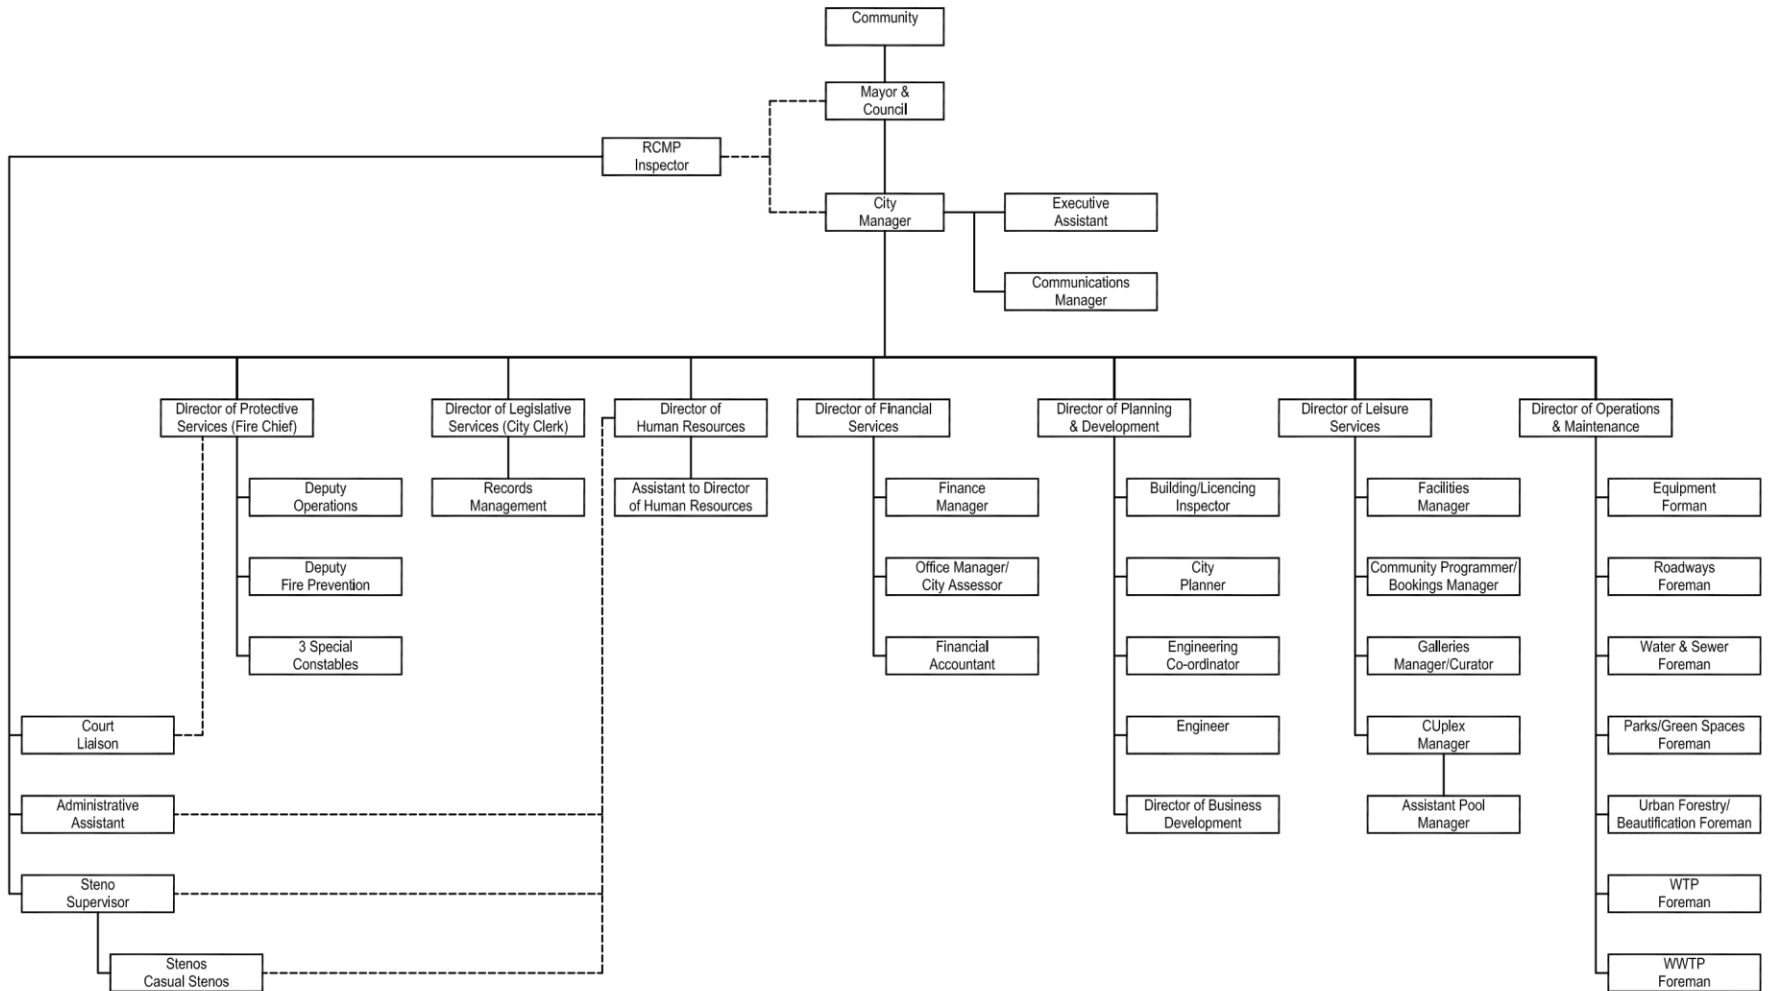 Community
Mayor &
Council
RCMP
Inspector
City
Manager
Executive
Assistant
Communications
Manager
Director of Protective
Services (Fire Chief)
Director of Legislative
Services (City Clerk)
Director of
Human Resources
Director of Financial
Services
Director of Planning
& Development
Director of Leisure
Services
Director of Operations
& Maintenance
Deputy
Operations
Records
Management
Assistant to Director
of Human Resources
Finance
Manager
Building/Licencing
Inspector
Facilities
Manager
Equipment
Forman
Deputy
Fire Prevention
Office Manager/
City Assessor
City
Planner
Community Programmer/
Bookings Manager
Roadways
Foreman
3 Special
Constables
Financial
Accountant
Engineering
Co-ordinator
Galleries
Manager/Curator
Water & Sewer
Foreman
Court
Liaison
Engineer
CUplex
Manager
Parks/Green Spaces
Foreman
Administrative
Assistant
Director of Business
Development
Assistant Pool
Manager
Urban Forestry/
Beautification Foreman
Steno
Supervisor
WTP
Foreman
Stenos
Casual Stenos
WWTP
Foreman